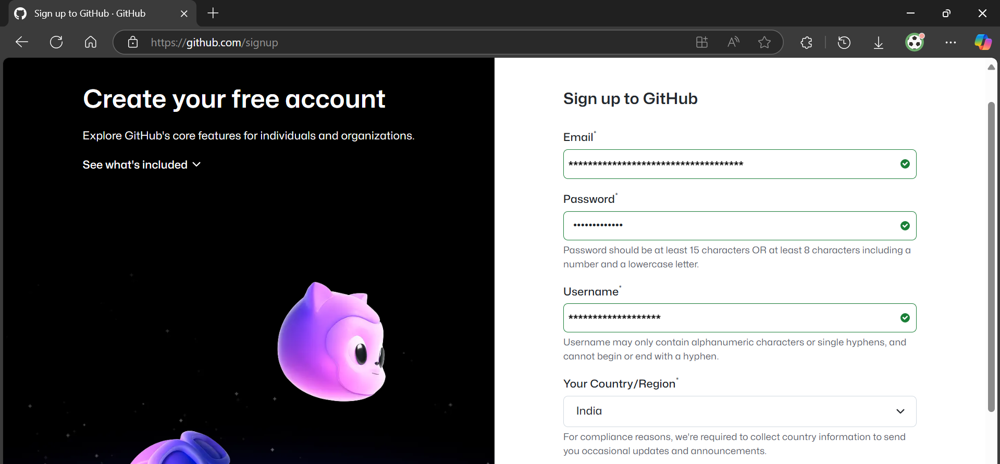 Sign up to GitHub · GitHub
https://github.com/signup
Create your free account
Explore GitHub's core features for individuals and organizations.
See what's included
Sign up to GitHub
Email*
************************************
Password*
•••••••••••••
Password should be at least 15 characters OR at least 8 characters including a
number and a lowercase letter.
Username*
*******************
Username may only contain alphanumeric characters or single hyphens, and
cannot begin or end with a hyphen.
Your Country/Region*
India
For compliance reasons, we're required to collect country information to send
you occasional updates and announcements.